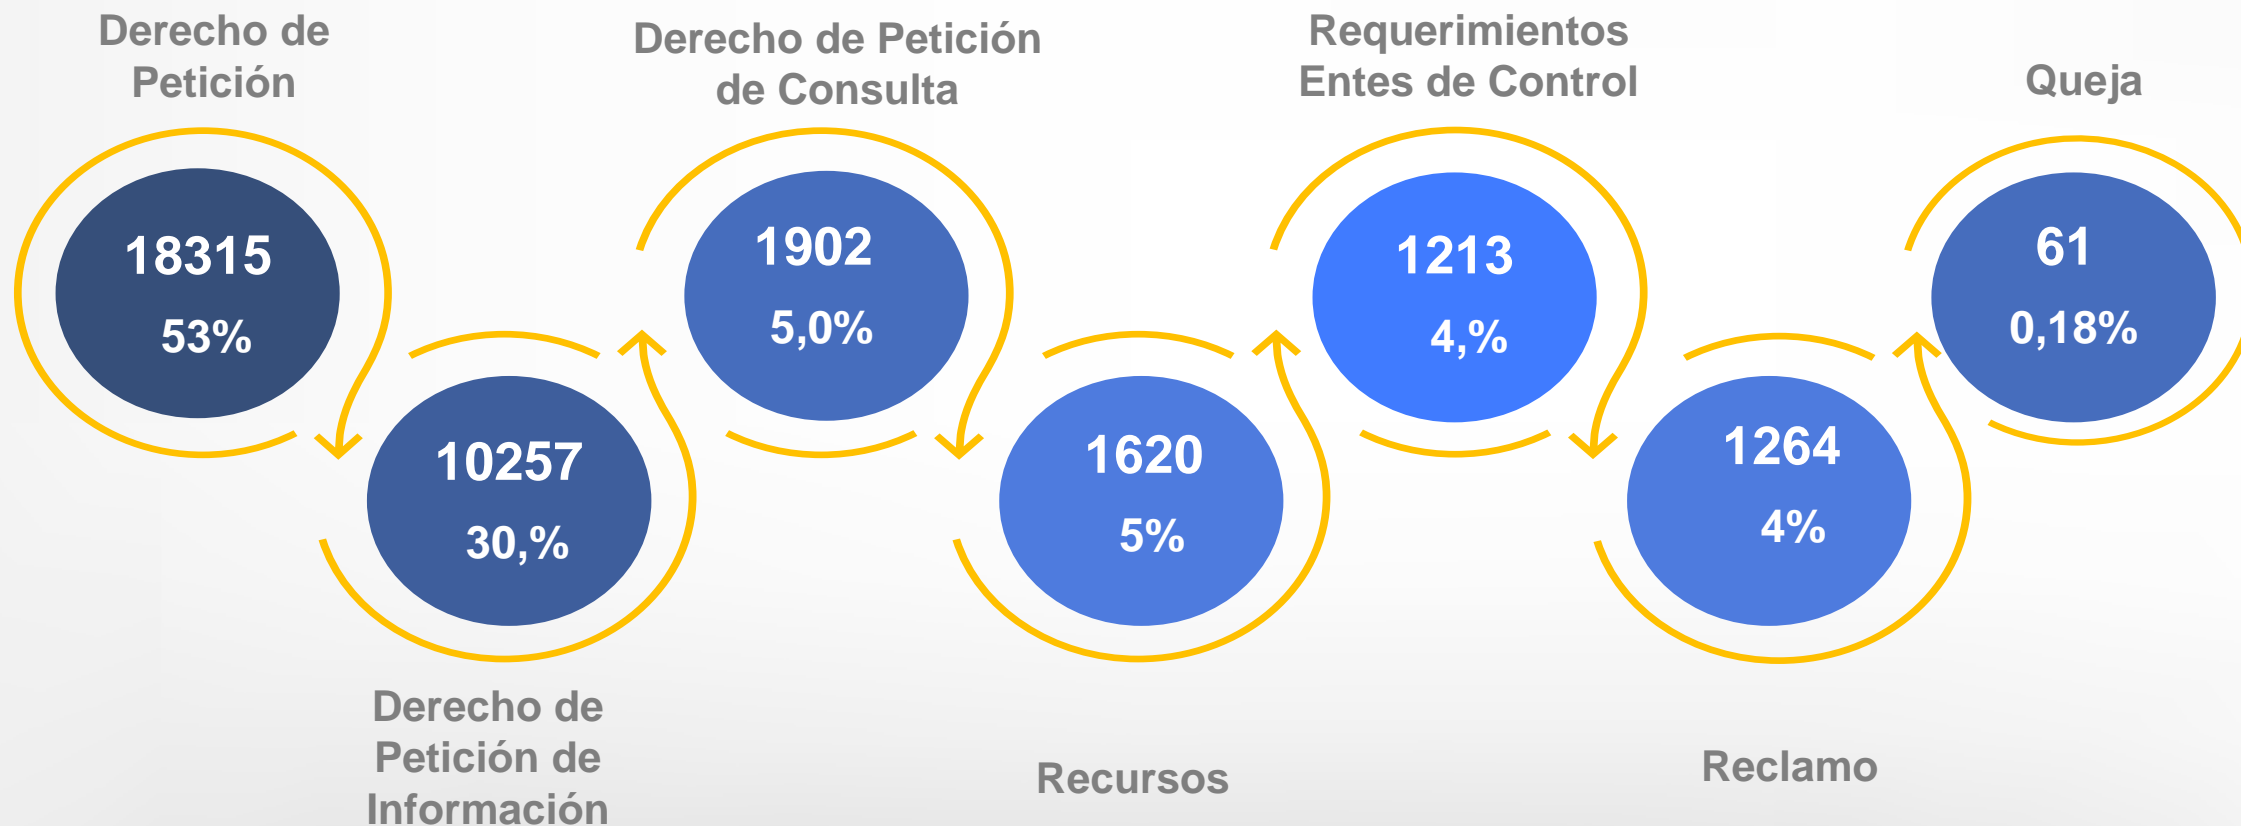 Derecho de
Petición
18315
53%
Derecho de
Petición de
Información
10257
30,%
Derecho de Petición
de Consulta
1902
5,0%
Recursos
1620
5%
Requerimientos
Entes de Control
1213
4,%
Reclamo
1264
4%
Queja
61
0,18%